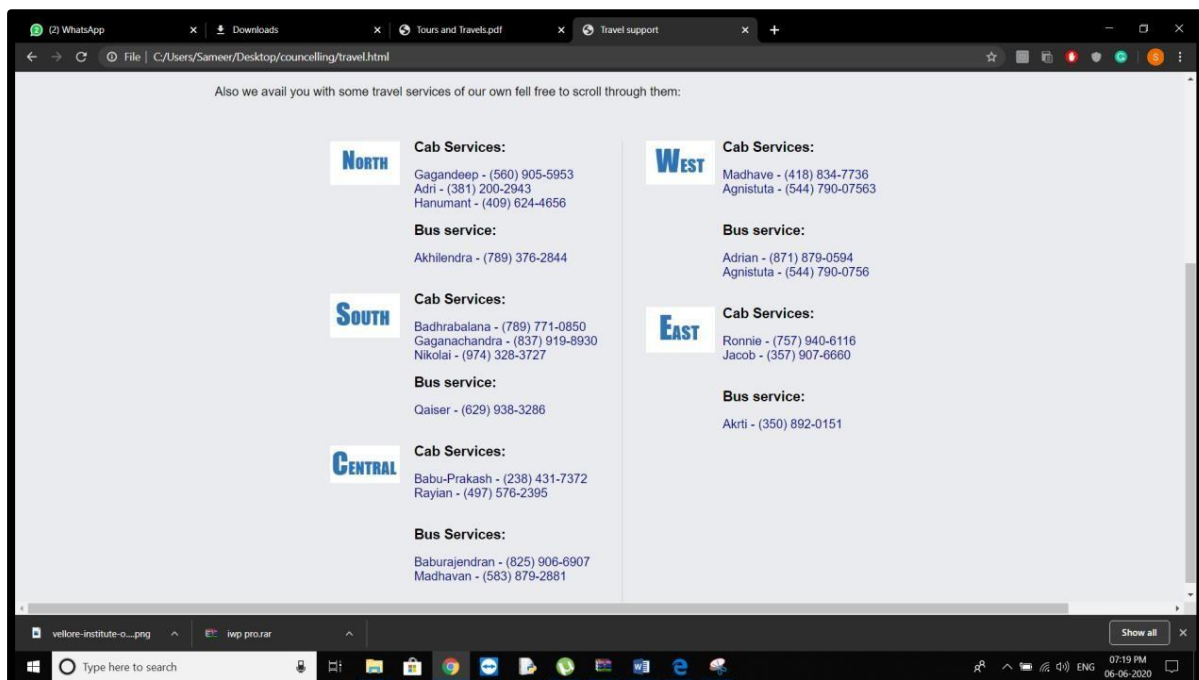 (2) WhatsApp
Downloads
Tours and Travels.pdf
Travel support
File | C:/Users/Sameer/Desktop/councelling/travel.html
S
Also we avail you with some travel services of our own fell free to scroll through them:
NORTH
Cab Services:
Gagandeep - (560) 905-5953
Adri - (381) 200-2943
Hanumant - (409) 624-4656
Bus service:
Akhilendra - (789) 376-2844
SOUTH
Cab Services:
Badhrabalana - (789) 771-0850
Gaganachandra - (837) 919-8930
Nikolai - (974) 328-3727
Bus service:
Qaiser - (629) 938-3286
CENTRAL
Cab Services:
Babu-Prakash - (238) 431-7372
Rayian - (497) 576-2395
Bus Services:
Baburajendran - (825) 906-6907
Madhavan - (583) 879-2881
WEST
Cab Services:
Madhave - (418) 834-7736
Agnistuta - (544) 790-07563
Bus service:
Adrian - (871) 879-0594
Agnistuta - (544) 790-0756
EAST
Cab Services:
Ronnie - (757) 940-6116
Jacob - (357) 907-6660
Bus service:
Akrti - (350) 892-0151
vellore-institute-o....png
iwp pro.rar
Show all
Type here to search
ENG
07:19 PM
06-06-2020